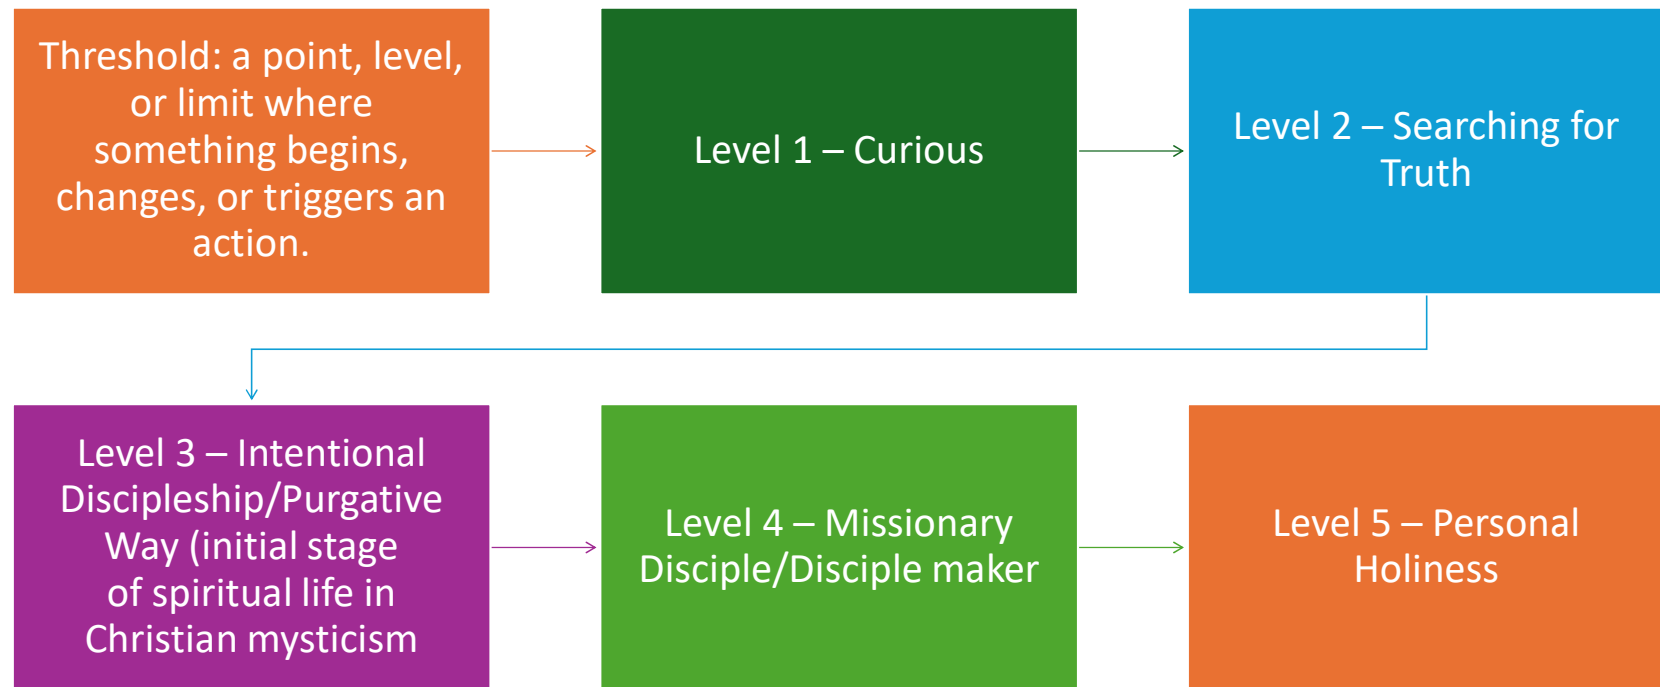 Threshold: a point, level,
or limit where
something begins,
changes, or triggers an
action.
Level 1 – Curious
Level 2 – Searching for
Truth
Level 3 – Intentional
Discipleship/Purgative
Way (initial stage
of spiritual life in
Christian mysticism
Level 4 – Missionary
Disciple/Disciple maker
Level 5 – Personal
Holiness